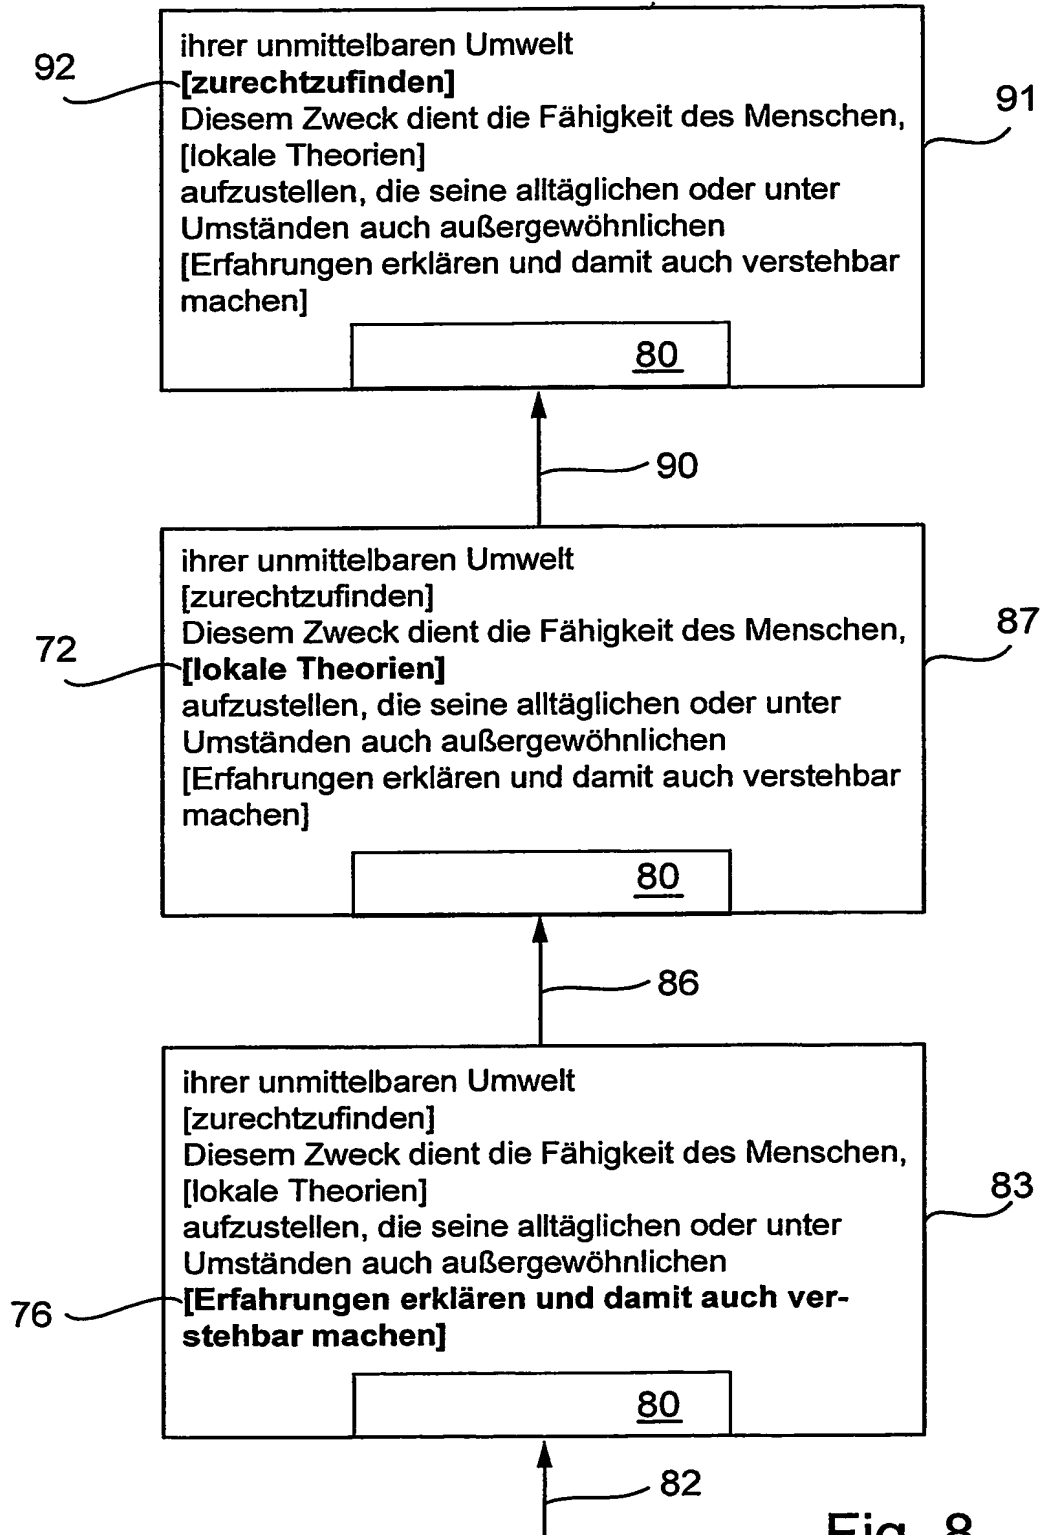 ihrer unmittelbaren Umwelt
92
[zurechtzufinden]
91
Diesem Zweck dient die Fähigkeit des Menschen,
[lokale Theorien]
aufzustellen, die seine alltäglichen oder unter
Umständen auch außergewöhnlichen
[Erfahrungen erklären und damit auch verstehbar
machen]
80
90
ihrer unmittelbaren Umwelt
[zurechtzufinden]
87
Diesem Zweck dient die Fähigkeit des Menschen,
72
[lokale Theorien]
aufzustellen, die seine alltäglichen oder unter
Umständen auch außergewöhnlichen
[Erfahrungen erklären und damit auch verstehbar
machen]
80
86
ihrer unmittelbaren Umwelt
[zurechtzufinden]
Diesem Zweck dient die Fähigkeit des Menschen,
[lokale Theorien]
83
aufzustellen, die seine alltäglichen oder unter
Umständen auch außergewöhnlichen
76
[Erfahrungen erklären und damit auch ver-
stehbar machen]
80
82
Fig. 8